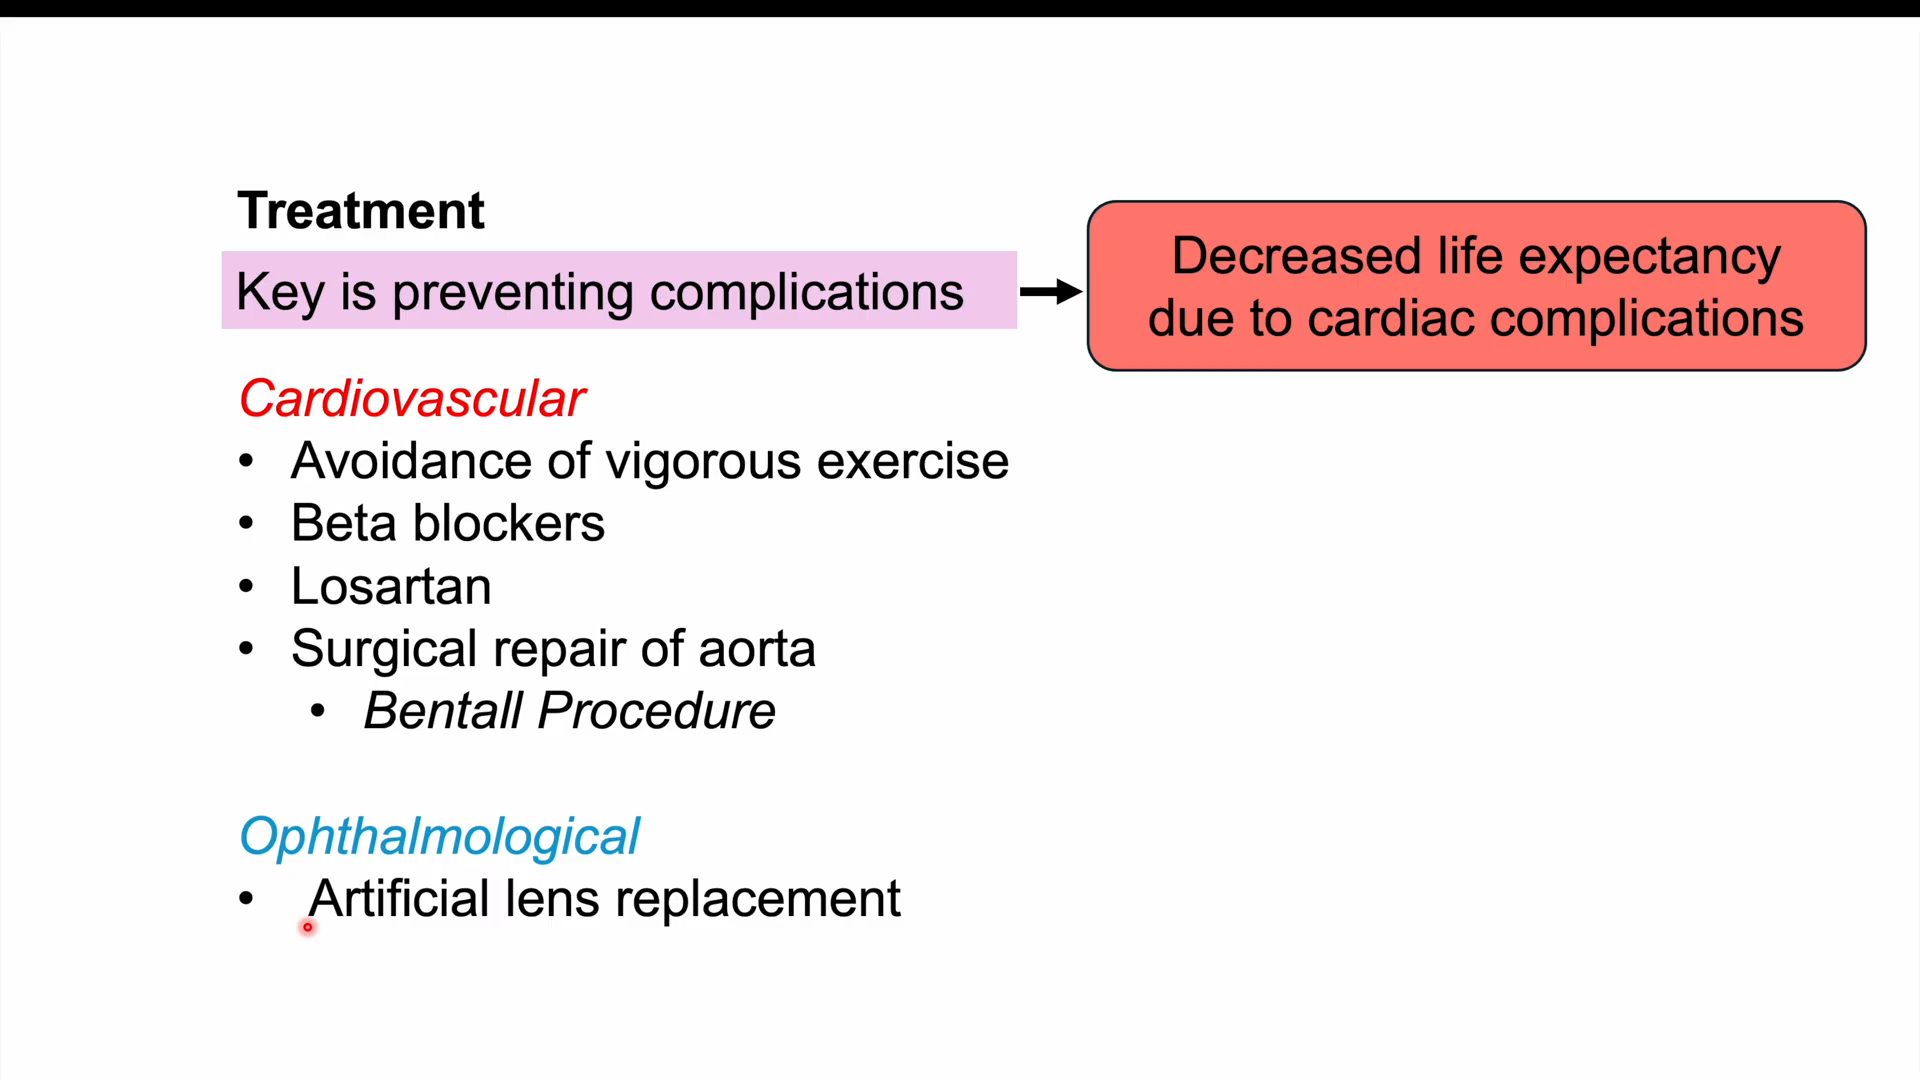 Treatment
Key is preventing complications
Decreased life expectancy
due to cardiac complications
Cardiovascular
• Avoidance of vigorous exercise
• Beta blockers
• Losartan
• Surgical repair of aorta
• Bentall Procedure
Ophthalmological
• Artificial lens replacement